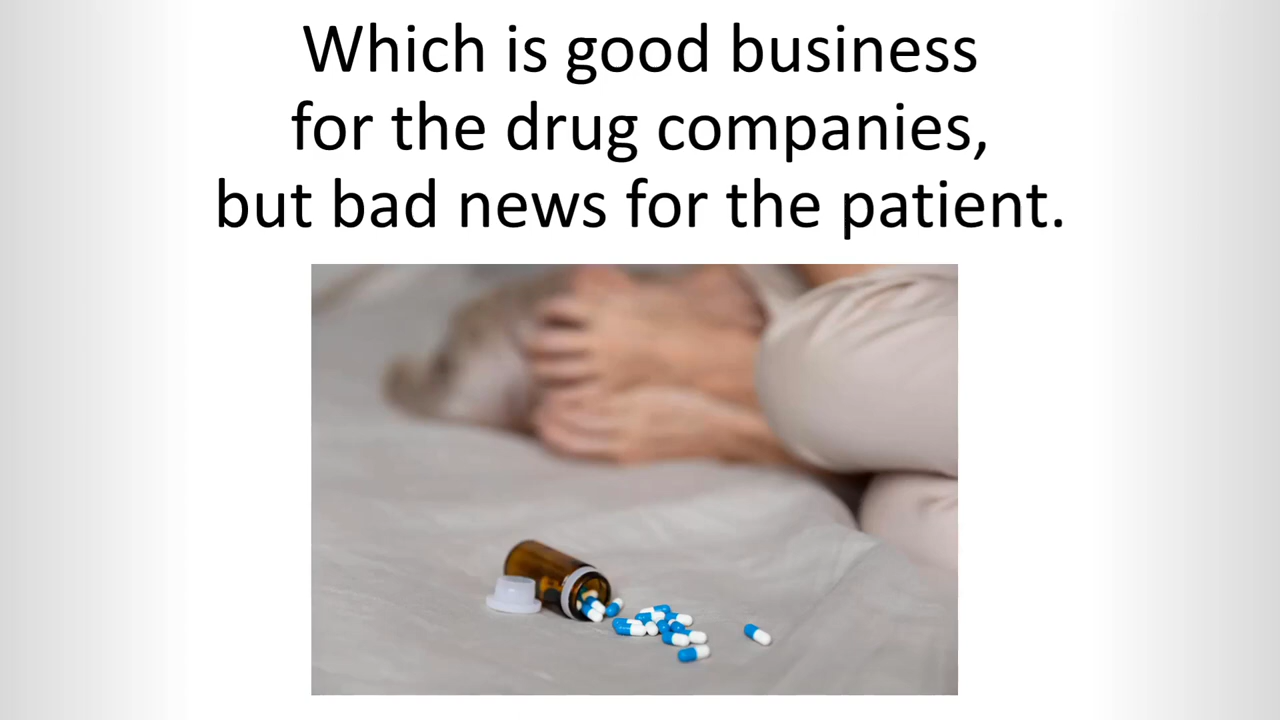 Which is good business
for the drug companies,
but bad news for the patient.